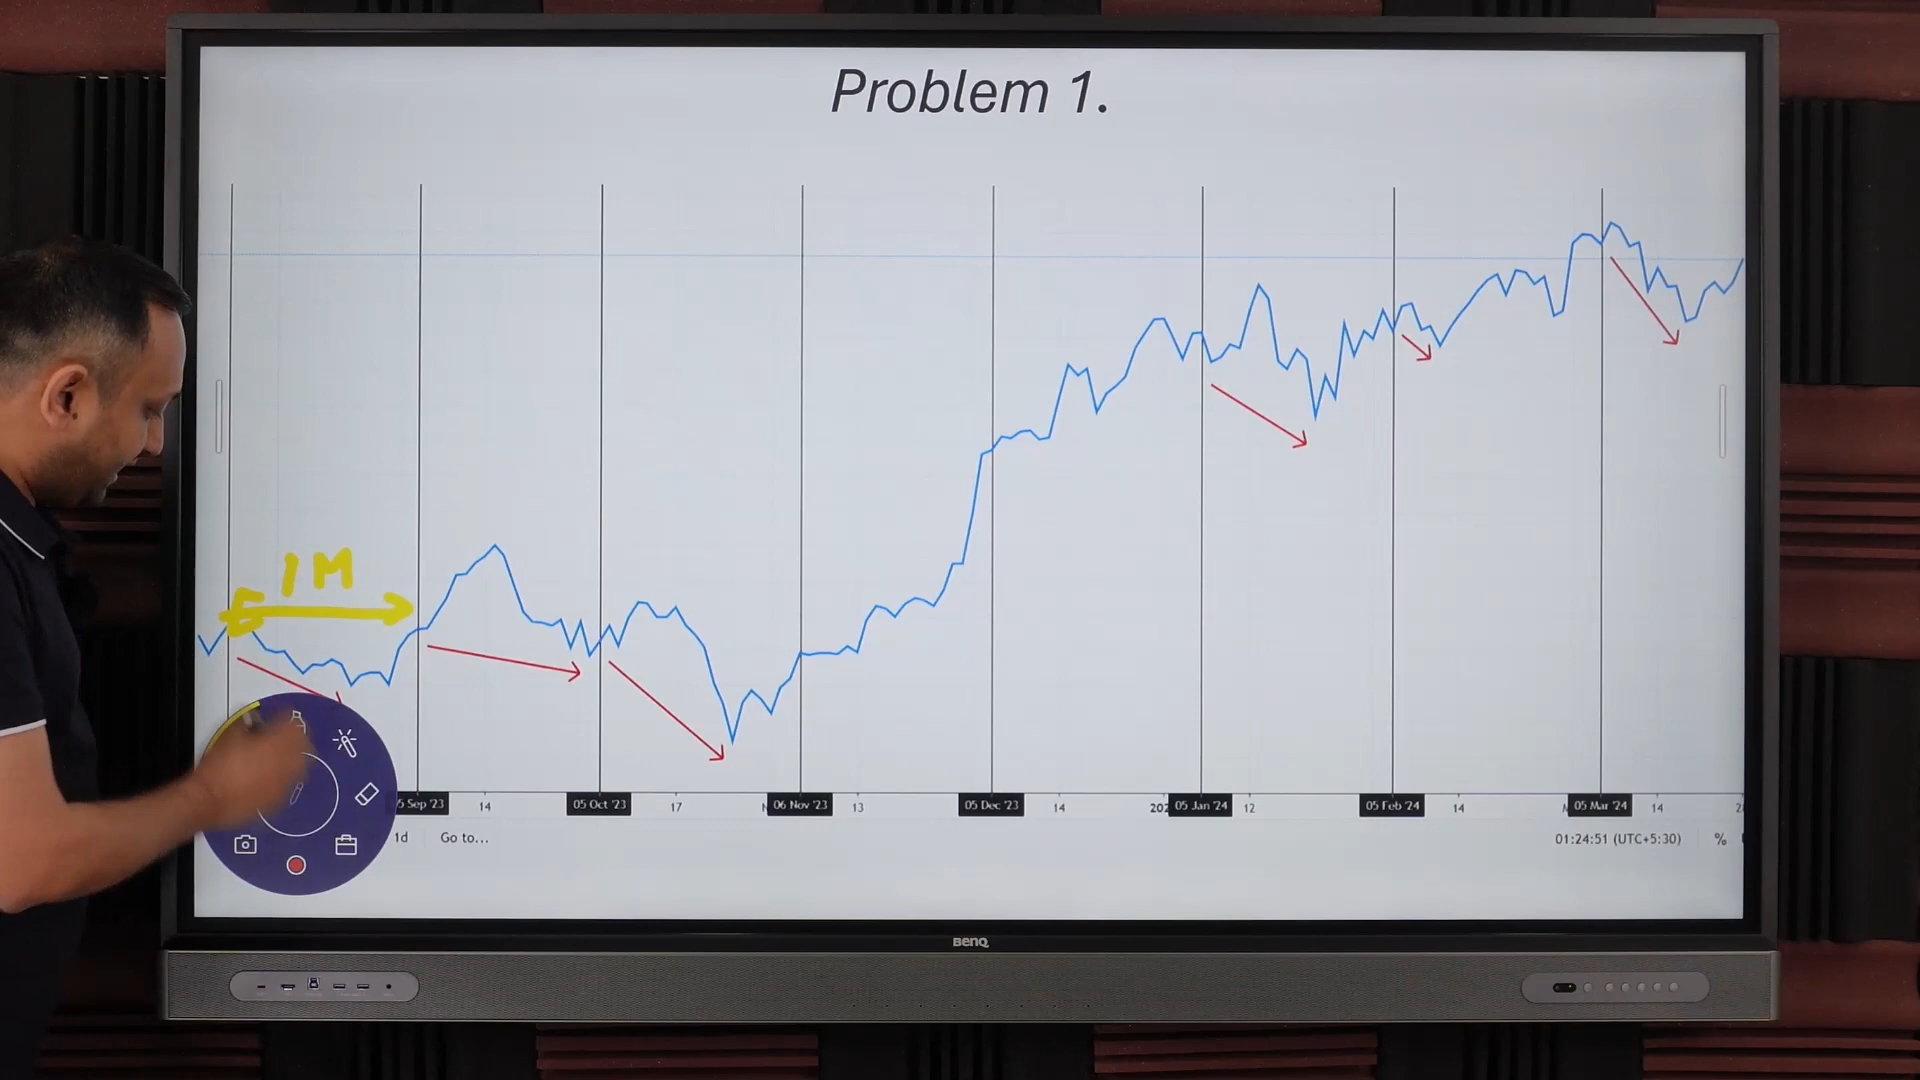 Problem 1.
1 M
5 Sep '23
14
05 Oct '23
17
06 Nov '23
13
05 Dec '23
14
202
05 Jan '24
12
05 Feb '24
14
05 Mar '24
14
1d
Go to...
01:24:51 (UTC+5:30)
%
BenQ